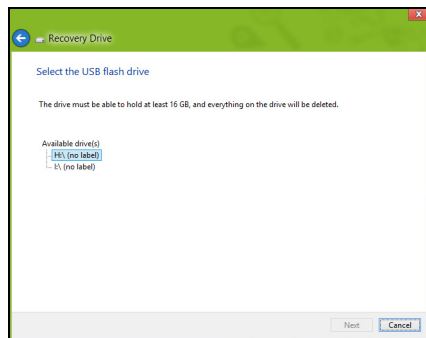 Recovery Drive
Select the USB flash drive
The drive must be able to hold at least 16 GB, and everything on the drive will be deleted.
Available drive(s)
H:\ (no label)
I:\ (no label)
Next
Cancel